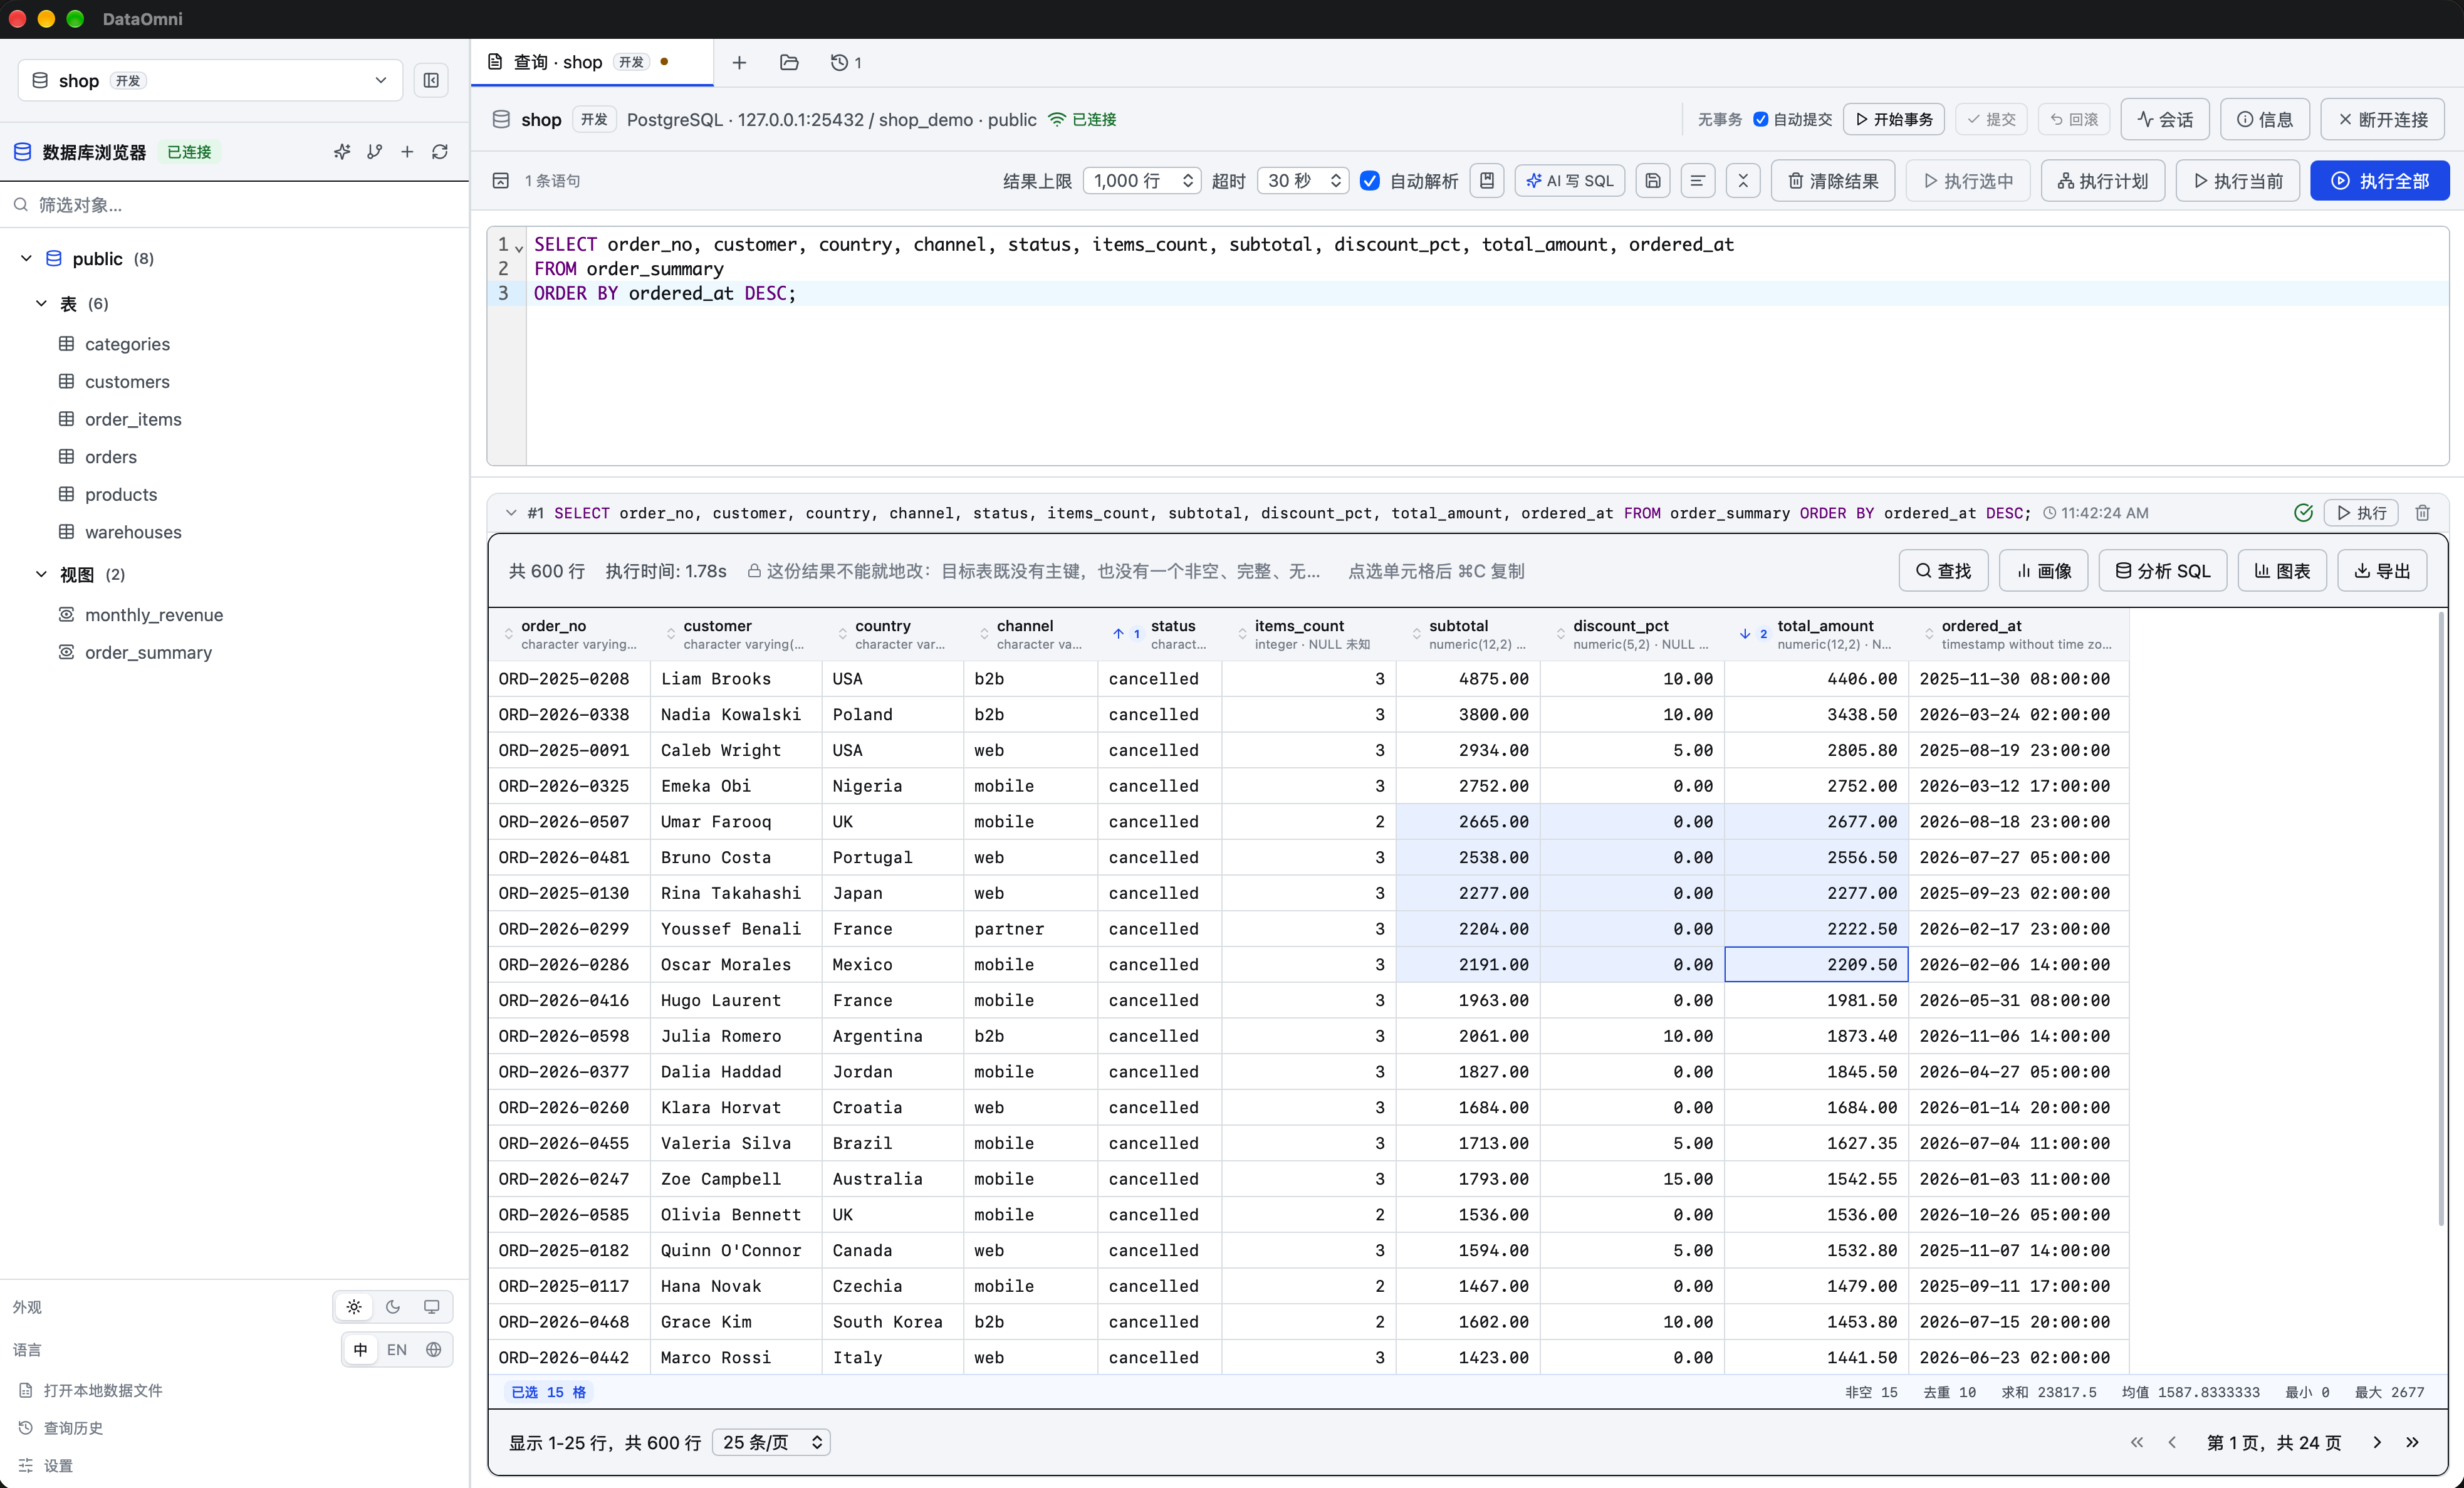 DataOmni
shop 开发
查询 · shop 开发
1
shop 开发 PostgreSQL · 127.0.0.1:25432 / shop_demo · public 已连接
无事务 自动提交 开始事务 提交 回滚 会话 信息 断开连接
数据库浏览器 已连接
1 条语句 结果上限 1,000 行 超时 30 秒 自动解析 AI 写 SQL 清除结果 执行选中 执行计划 执行当前 执行全部
筛选对象...
public (8)
表 (6)
categories
customers
order_items
orders
products
warehouses
视图 (2)
monthly_revenue
order_summary
外观
语言 中 EN
打开本地数据文件
查询历史
设置
1 SELECT order_no, customer, country, channel, status, items_count, subtotal, discount_pct, total_amount, ordered_at
2 FROM order_summary
3 ORDER BY ordered_at DESC;
#1 SELECT order_no, customer, country, channel, status, items_count, subtotal, discount_pct, total_amount, ordered_at FROM order_summary ORDER BY ordered_at DESC; 11:42:24 AM 执行
共 600 行 执行时间: 1.78s 这份结果不能就地改：目标表既没有主键，也没有一个非空、完整、无... 点选单元格后 ⌘C 复制 查找 画像 分析 SQL 图表 导出
order_no customer country channel 1 status items_count subtotal discount_pct 2 total_amount ordered_at
character varying... character varying(... character var... character va... charact... integer · NULL 未知 numeric(12,2) ... numeric(5,2) · NULL ... numeric(12,2) · N... timestamp without time zo...
ORD-2025-0208 Liam Brooks USA b2b cancelled 3 4875.00 10.00 4406.00 2025-11-30 08:00:00
ORD-2026-0338 Nadia Kowalski Poland b2b cancelled 3 3800.00 10.00 3438.50 2026-03-24 02:00:00
ORD-2025-0091 Caleb Wright USA web cancelled 3 2934.00 5.00 2805.80 2025-08-19 23:00:00
ORD-2026-0325 Emeka Obi Nigeria mobile cancelled 3 2752.00 0.00 2752.00 2026-03-12 17:00:00
ORD-2026-0507 Umar Farooq UK mobile cancelled 2 2665.00 0.00 2677.00 2026-08-18 23:00:00
ORD-2026-0481 Bruno Costa Portugal web cancelled 3 2538.00 0.00 2556.50 2026-07-27 05:00:00
ORD-2025-0130 Rina Takahashi Japan web cancelled 3 2277.00 0.00 2277.00 2025-09-23 02:00:00
ORD-2026-0299 Youssef Benali France partner cancelled 3 2204.00 0.00 2222.50 2026-02-17 23:00:00
ORD-2026-0286 Oscar Morales Mexico mobile cancelled 3 2191.00 0.00 2209.50 2026-02-06 14:00:00
ORD-2026-0416 Hugo Laurent France mobile cancelled 3 1963.00 0.00 1981.50 2026-05-31 08:00:00
ORD-2026-0598 Julia Romero Argentina b2b cancelled 3 2061.00 10.00 1873.40 2026-11-06 14:00:00
ORD-2026-0377 Dalia Haddad Jordan mobile cancelled 3 1827.00 0.00 1845.50 2026-04-27 05:00:00
ORD-2026-0260 Klara Horvat Croatia web cancelled 3 1684.00 0.00 1684.00 2026-01-14 20:00:00
ORD-2026-0455 Valeria Silva Brazil mobile cancelled 3 1713.00 5.00 1627.35 2026-07-04 11:00:00
ORD-2026-0247 Zoe Campbell Australia mobile cancelled 3 1793.00 15.00 1542.55 2026-01-03 11:00:00
ORD-2026-0585 Olivia Bennett UK mobile cancelled 2 1536.00 0.00 1536.00 2026-10-26 05:00:00
ORD-2025-0182 Quinn O'Connor Canada web cancelled 3 1594.00 5.00 1532.80 2025-11-07 14:00:00
ORD-2025-0117 Hana Novak Czechia mobile cancelled 2 1467.00 0.00 1479.00 2025-09-11 17:00:00
ORD-2026-0468 Grace Kim South Korea b2b cancelled 2 1602.00 10.00 1453.80 2026-07-15 20:00:00
ORD-2026-0442 Marco Rossi Italy web cancelled 3 1423.00 0.00 1441.50 2026-06-23 02:00:00
已选 15 格 非空 15 去重 10 求和 23817.5 均值 1587.8333333 最小 0 最大 2677
显示 1-25 行，共 600 行 25 条/页 第 1 页，共 24 页